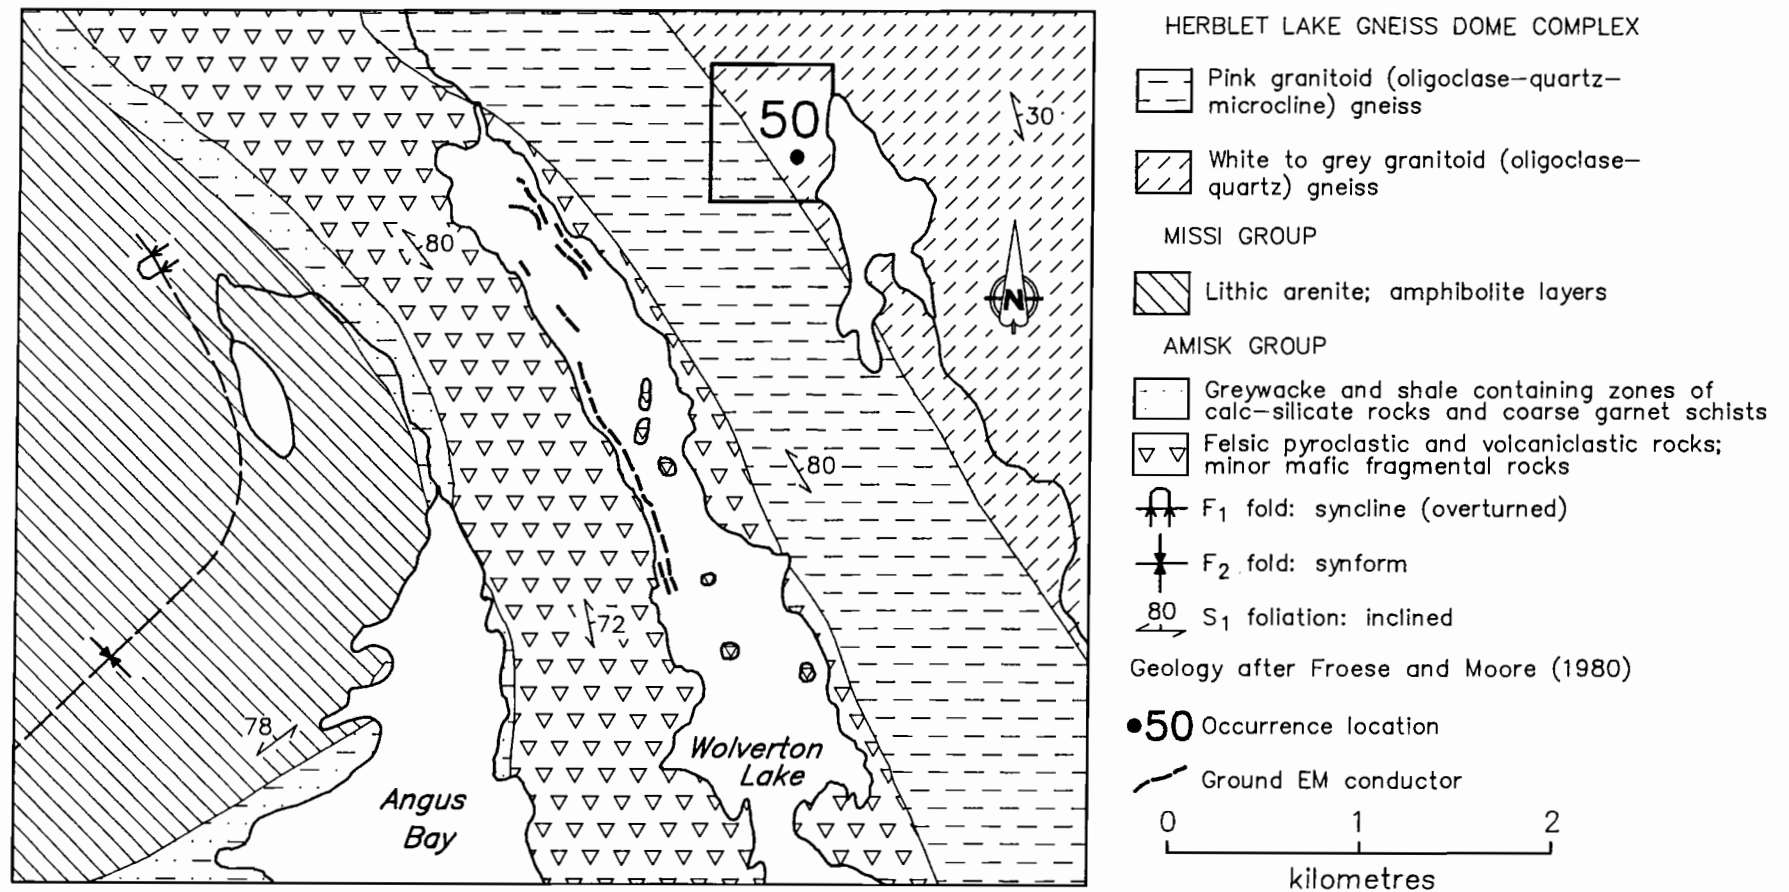 50
30
80
N
80
72
78
Wolverton
Lake
Angus
Bay
HERBLET LAKE GNEISS DOME COMPLEX
Pink granitoid (oligoclase-quartz-
microcline) gneiss
White to grey granitoid (oligoclase-
quartz) gneiss
MISSI GROUP
Lithic arenite; amphibolite layers
AMISK GROUP
Greywacke and shale containing zones of
calc-silicate rocks and coarse garnet schists
Felsic pyroclastic and volcaniclastic rocks;
minor mafic fragmental rocks
F1 fold: syncline (overturned)
F2 fold: synform
80 S1 foliation: inclined
Geology after Froese and Moore (1980)
50 Occurrence location
Ground EM conductor
0 1 2
kilometres